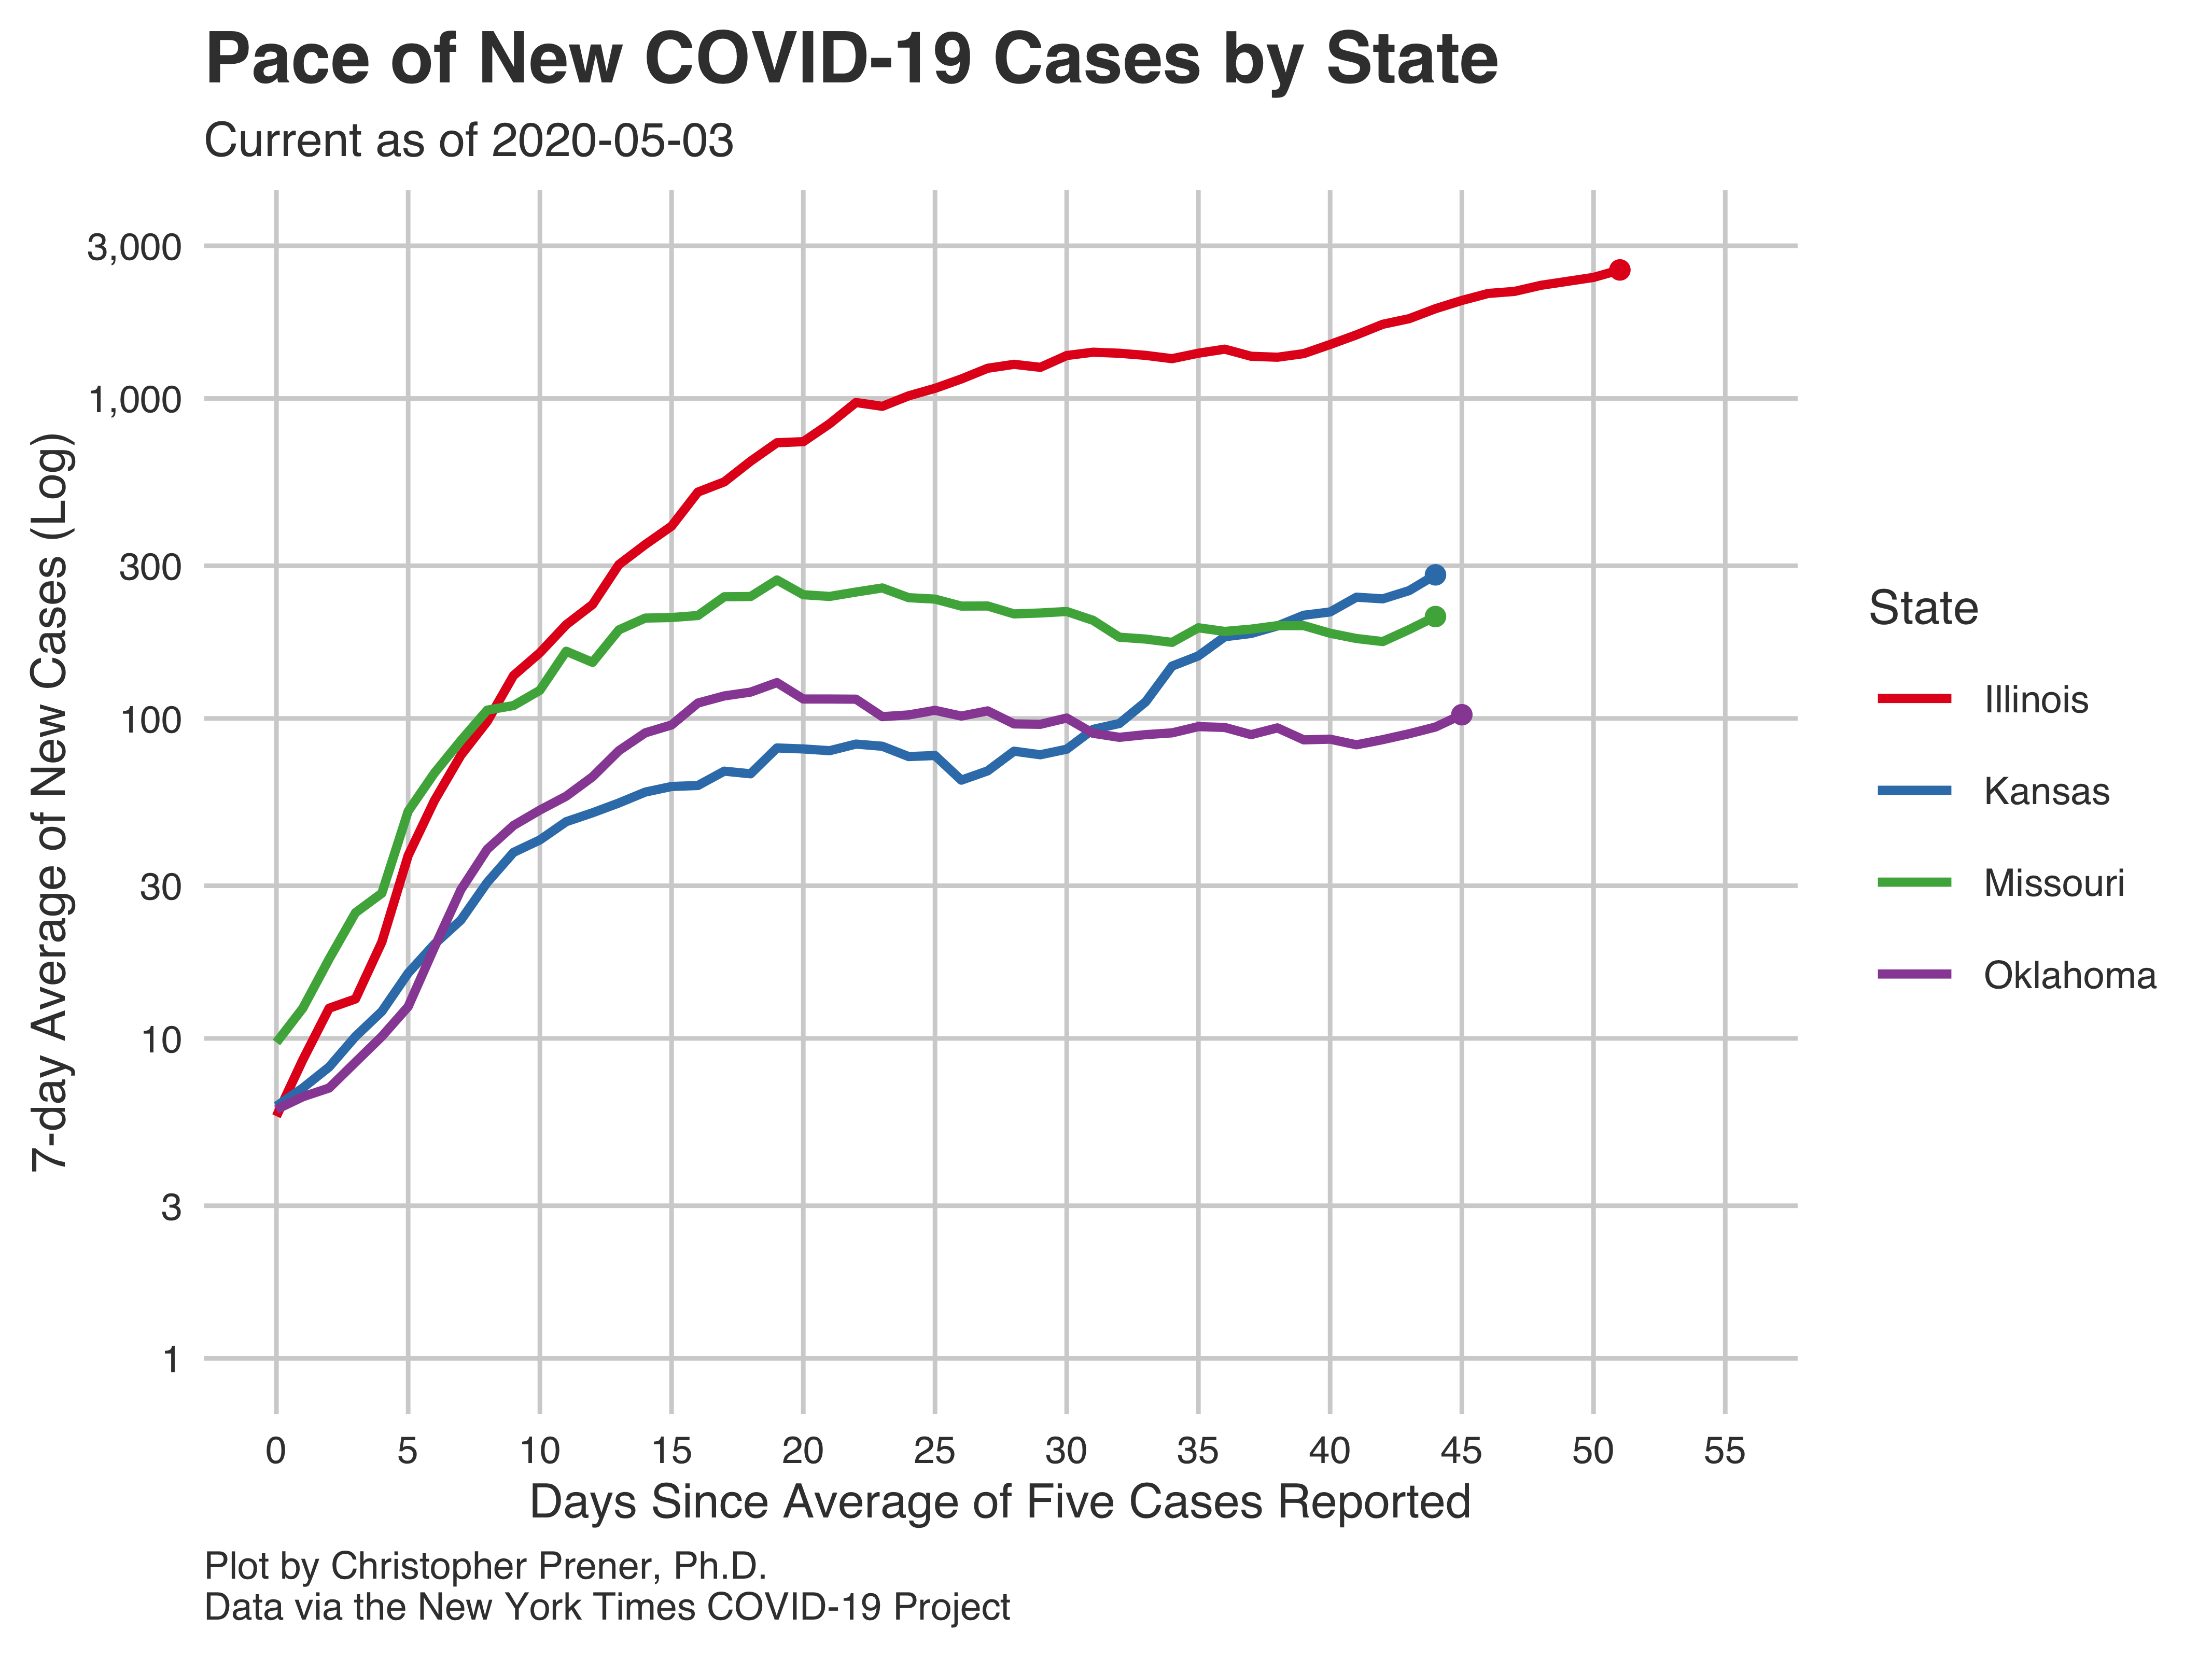 Pace of New COVID-19 Cases by State
Current as of 2020-05-03
7-day Average of New Cases (Log)
3,000
1,000
300
100
30
10
3
1
0 5 10 15 20 25 30 35 40 45 50 55
Days Since Average of Five Cases Reported
State
Illinois
Kansas
Missouri
Oklahoma
Plot by Christopher Prener, Ph.D.
Data via the New York Times COVID-19 Project